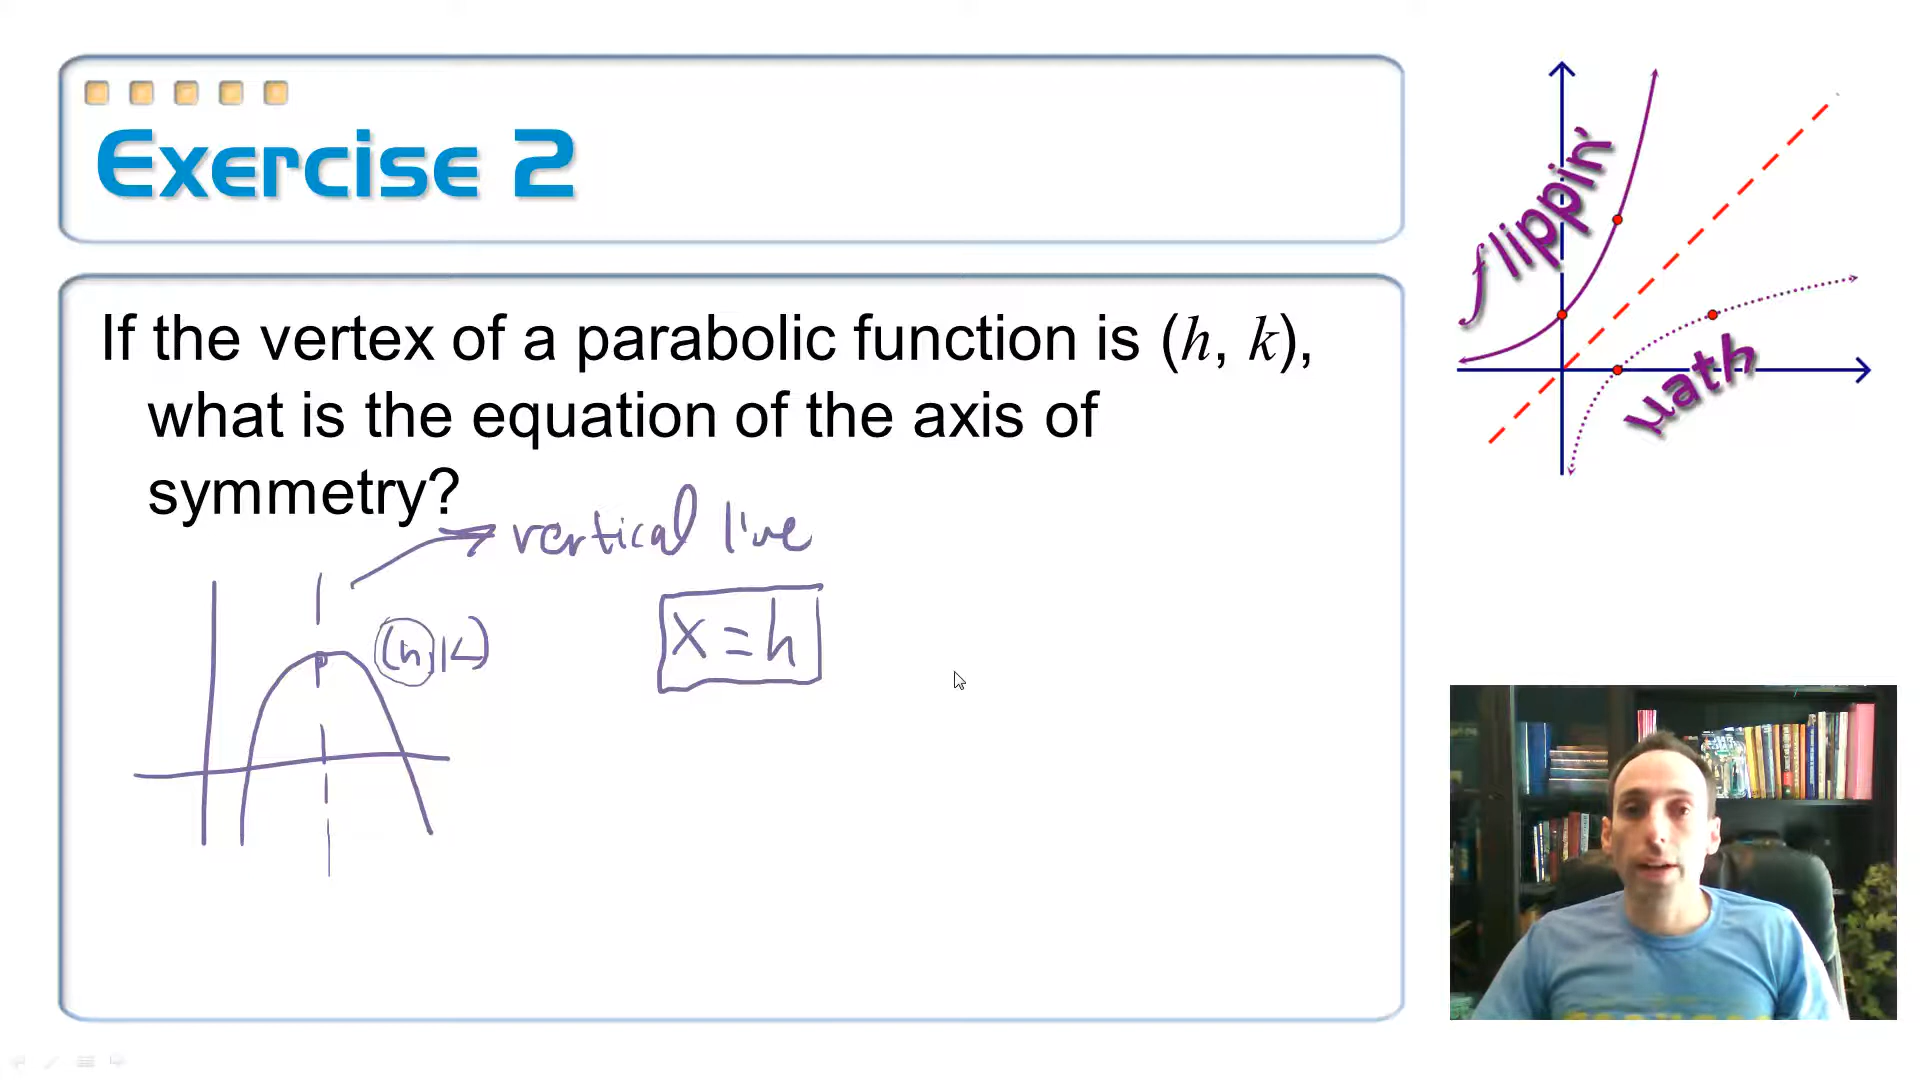 Exercise 2
If the vertex of a parabolic function is (h, k),
what is the equation of the axis of
symmetry?
vertical line
(h, k)
x = h
flippin'
math